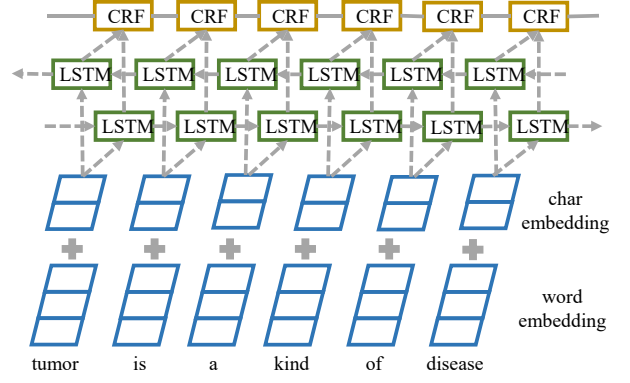 CRF CRF CRF CRF CRF CRF
LSTM LSTM LSTM LSTM LSTM LSTM
LSTM LSTM LSTM LSTM LSTM LSTM
char
embedding
word
embedding
tumor is a kind of disease